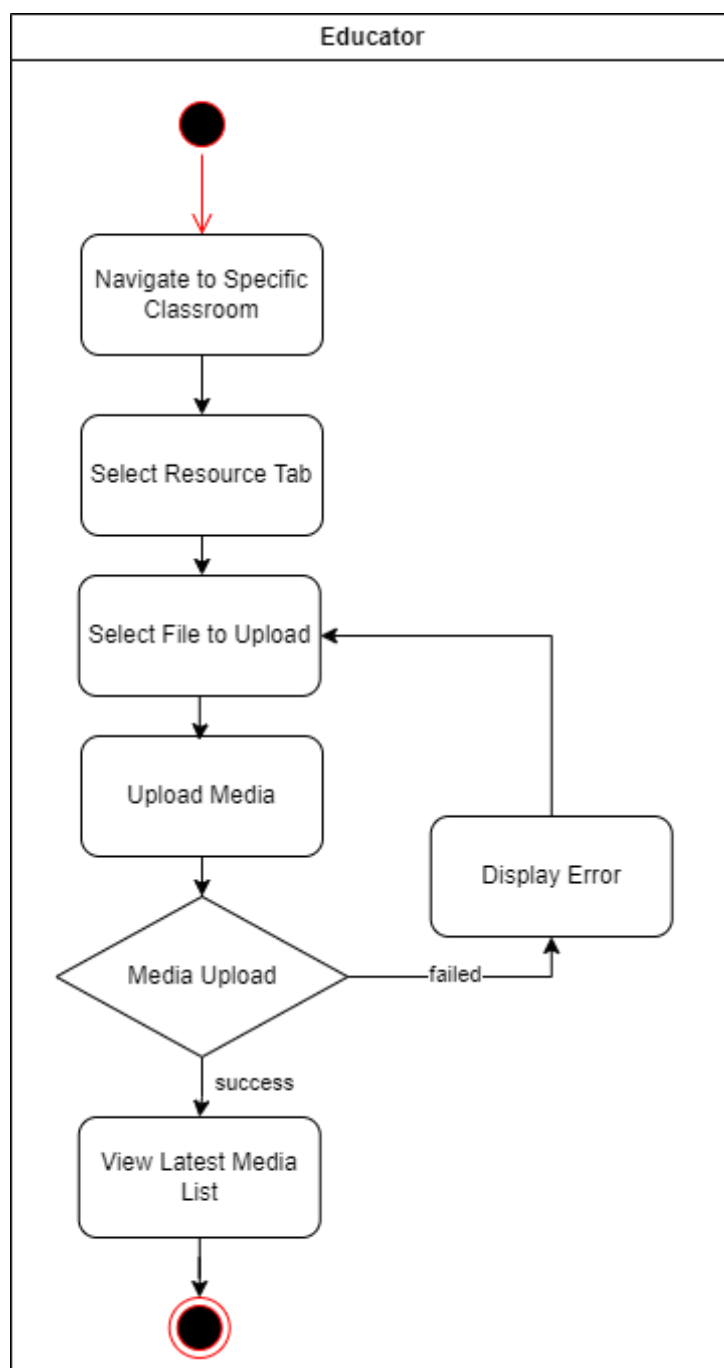 Educator
Navigate to Specific
Classroom
Select Resource Tab
Select File to Upload
Upload Media
Display Error
Media Upload
failed
success
View Latest Media
List